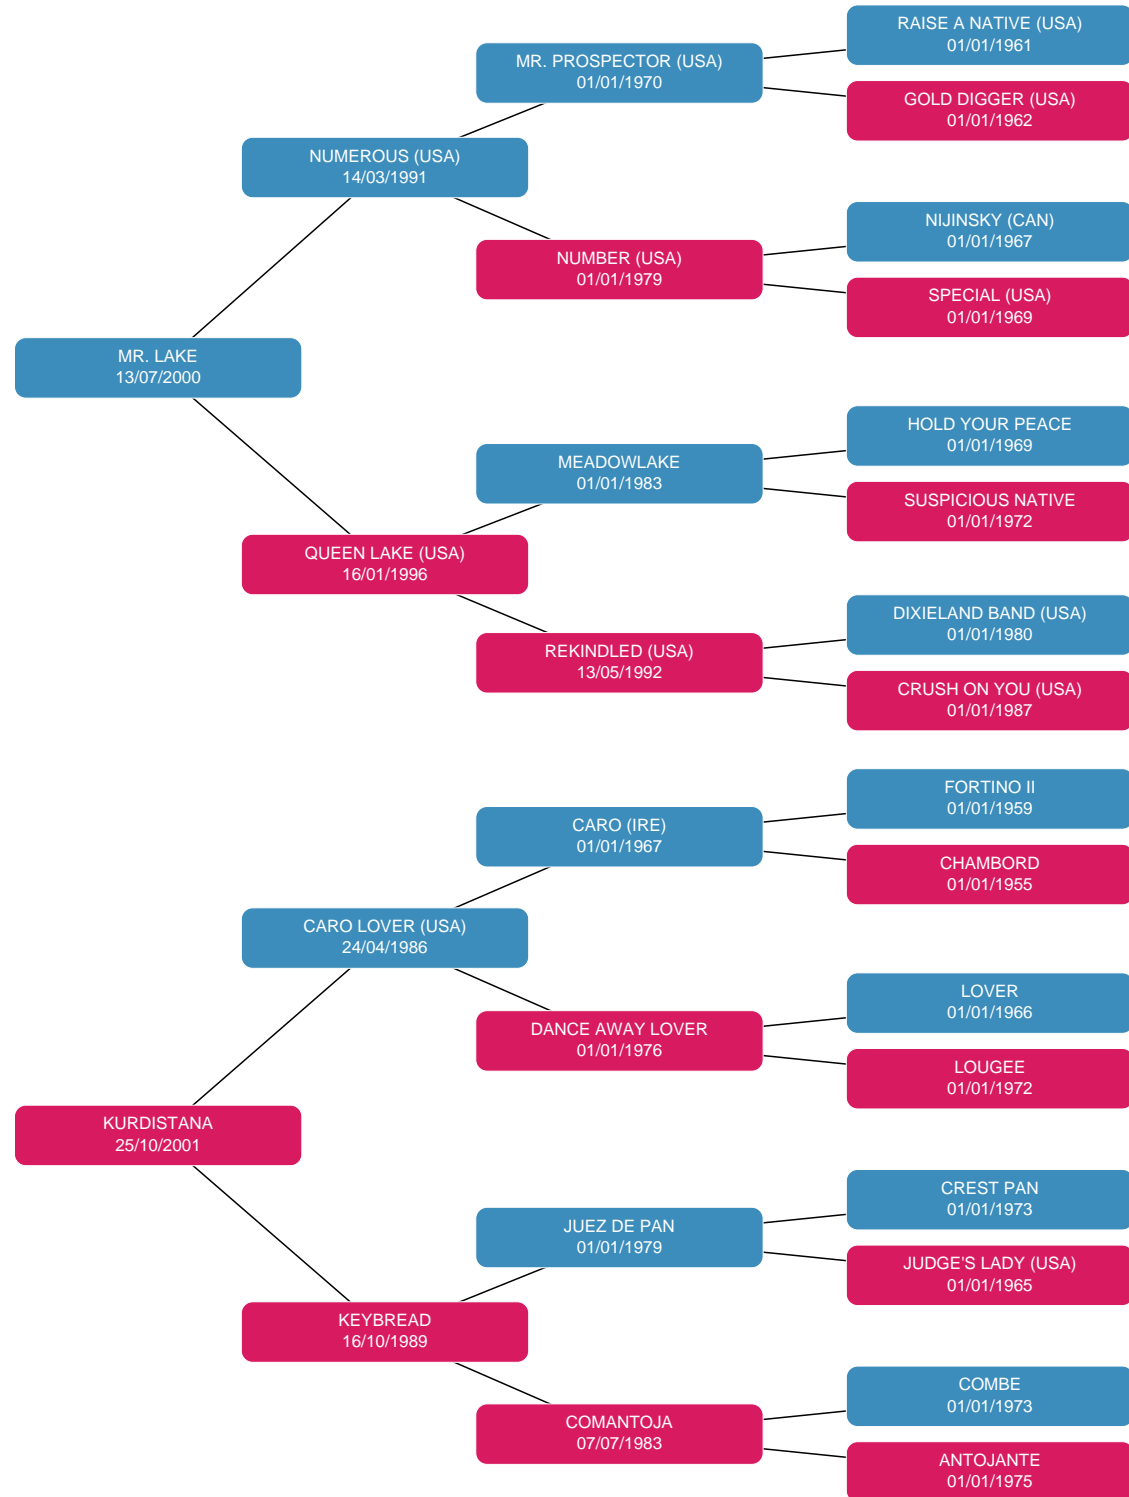 RAISE A NATIVE (USA)
01/01/1961
MR. PROSPECTOR (USA)
01/01/1970
GOLD DIGGER (USA)
01/01/1962
NUMEROUS (USA)
14/03/1991
NIJINSKY (CAN)
01/01/1967
NUMBER (USA)
01/01/1979
SPECIAL (USA)
01/01/1969
MR. LAKE
13/07/2000
HOLD YOUR PEACE
01/01/1969
MEADOWLAKE
01/01/1983
SUSPICIOUS NATIVE
01/01/1972
QUEEN LAKE (USA)
16/01/1996
DIXIELAND BAND (USA)
01/01/1980
REKINDLED (USA)
13/05/1992
CRUSH ON YOU (USA)
01/01/1987
FORTINO II
01/01/1959
CARO (IRE)
01/01/1967
CHAMBORD
01/01/1955
CARO LOVER (USA)
24/04/1986
LOVER
01/01/1966
DANCE AWAY LOVER
01/01/1976
LOUGEE
01/01/1972
KURDISTANA
25/10/2001
CREST PAN
01/01/1973
JUEZ DE PAN
01/01/1979
JUDGE'S LADY (USA)
01/01/1965
KEYBREAD
16/10/1989
COMBE
01/01/1973
COMANTOJA
07/07/1983
ANTOJANTE
01/01/1975